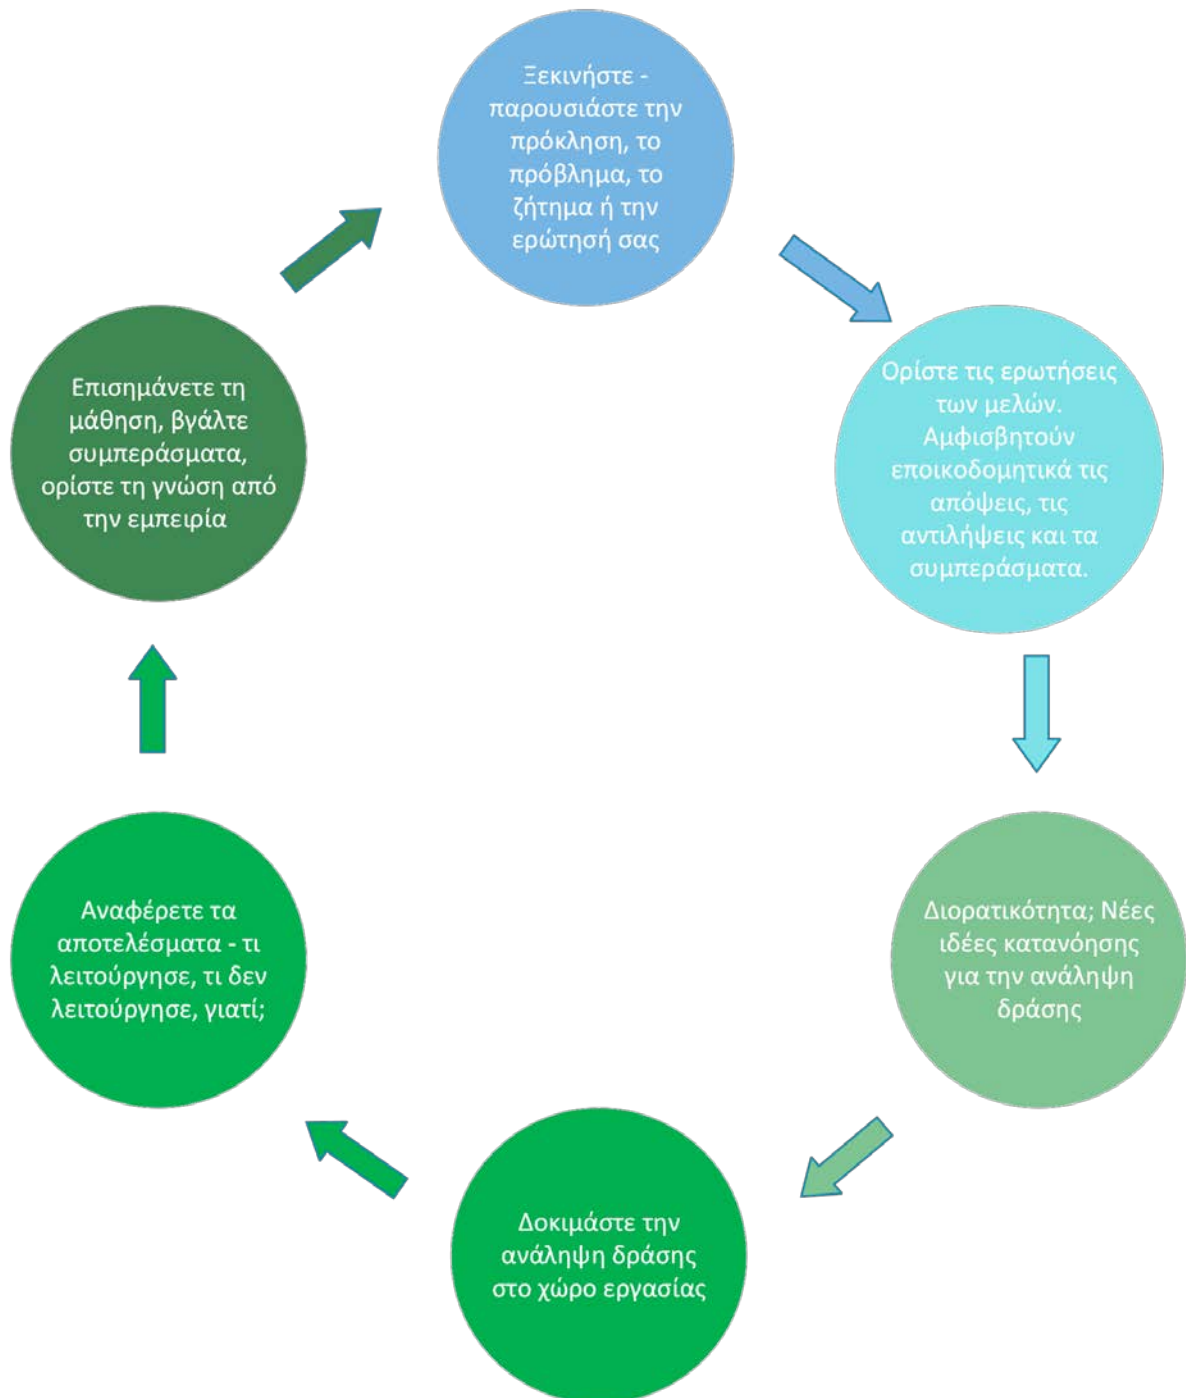 Ξεκινήστε -
παρουσιάστε την
πρόκληση, το
πρόβλημα, το
ζήτημα ή την
ερώτησή σας
Ορίστε τις ερωτήσεις
των μελών.
Αμφισβητούν
εποικοδομητικά τις
απόψεις, τις
αντιλήψεις και τα
συμπεράσματα.
Διορατικότητα; Νέες
ιδέες κατανόησης
για την ανάληψη
δράσης
Δοκιμάστε την
ανάληψη δράσης
στο χώρο εργασίας
Αναφέρετε τα
αποτελέσματα - τι
λειτούργησε, τι δεν
λειτούργησε, γιατί;
Επισημάνετε τη
μάθηση, βγάλτε
συμπεράσματα,
ορίστε τη γνώση από
την εμπειρία